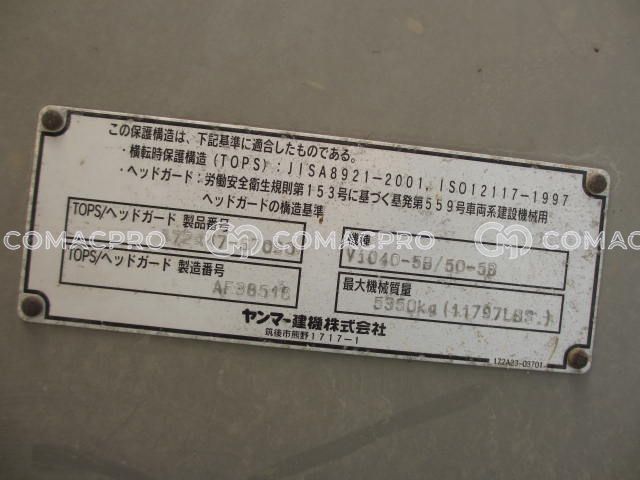 この保護構造は、下記基準に適合したものである。
・横転時保護構造(TOPS):JISA8921-2001, ISO12117-1997
・ヘッドガード:労働安全衛生規則第153号に基づく基発第559号車両系建設機械用
ヘッドガードの構造基準
TOPS/ヘッドガード 製品番号
機種
ViO40-5B/50-5B
TOPS/ヘッドガード 製造番号
AF38516
最大機械質量
5350kg(11797LBS.)
ヤンマー建機株式会社
筑後市熊野1717-1
172A23-03701
COMACPRO COMACPRO COMACPRO